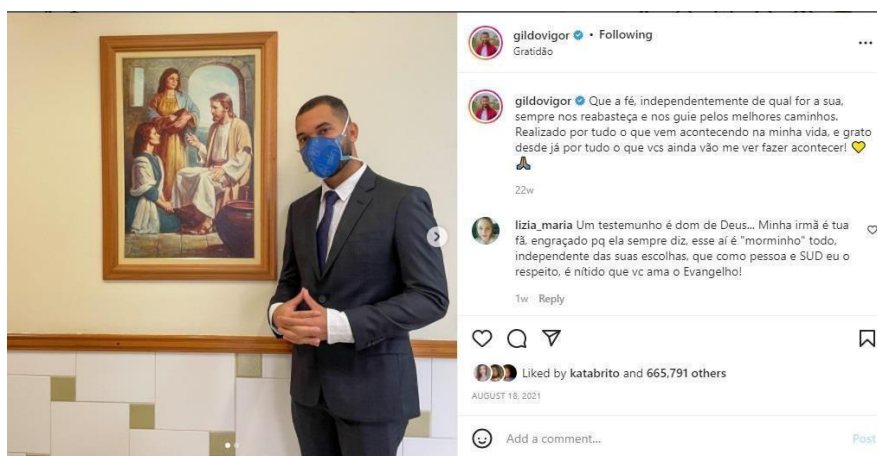 gildovigor • Following
Gratidão
gildovigor Que a fé, independentemente de qual for a sua,
sempre nos reabasteça e nos guie pelos melhores caminhos.
Realizado por tudo o que vem acontecendo na minha vida, e grato
desde já por tudo o que vcs ainda vão me ver fazer acontecer! 💛
🙏🏽
22w
lizia_maria Um testemunho é dom de Deus... Minha irmã é tua
fã, engraçado pq ela sempre diz, esse aí é "morminho" todo,
independente das suas escolhas, que como pessoa e SUD eu o
respeito, é nítido que vc ama o Evangelho!
1w Reply
Liked by katabrito and 665,791 others
AUGUST 18, 2021
Add a comment...
Post